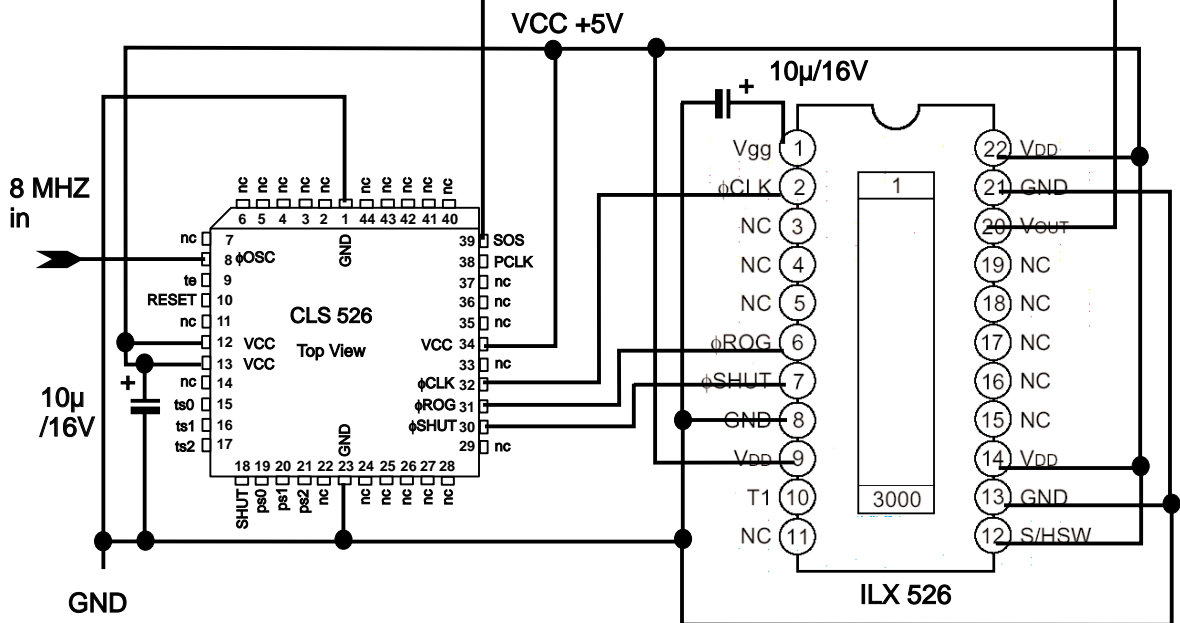 VCC +5V
10µ/16V
8 MHZ
in
nc nc nc nc nc nc nc nc nc
6 5 4 3 2 1 44 43 42 41 40
GND
nc 7
8 ϕOSC
te 9
RESET 10
nc 11
12 VCC
13 VCC
nc 14
ts0 15
ts1 16
ts2 17
CLS 526
Top View
39 SOS
38 PCLK
37 nc
36 nc
35 nc
VCC 34
33 nc
ϕCLK 32
ϕROG 31
ϕSHUT 30
29 nc
GND
18 19 20 21 22 23 24 25 26 27 28
SHUT ps0 ps1 ps2 nc nc nc nc nc nc
+
10µ
/16V
GND
+
Vgg 1
ϕCLK 2
NC 3
NC 4
NC 5
ϕROG 6
ϕSHUT 7
GND 8
VDD 9
T1 10
NC 11
1
3000
22 VDD
21 GND
20 VOUT
19 NC
18 NC
17 NC
16 NC
15 NC
14 VDD
13 GND
12 S/HSW
ILX 526